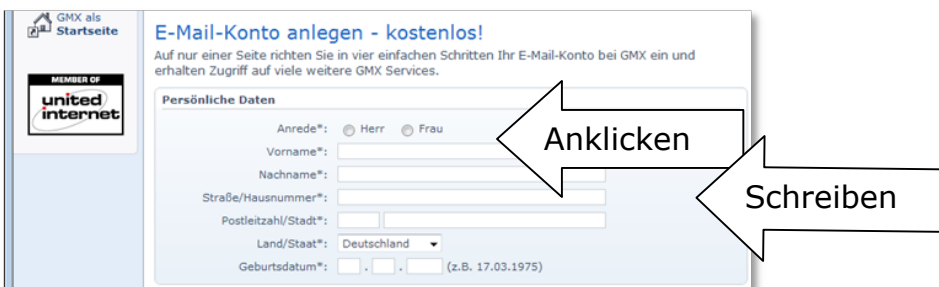 GMX als
Startseite
MEMBER OF
united
internet
E-Mail-Konto anlegen - kostenlos!
Auf nur einer Seite richten Sie in vier einfachen Schritten Ihr E-Mail-Konto bei GMX ein und
erhalten Zugriff auf viele weitere GMX Services.
Persönliche Daten
Anrede*: Herr Frau
Anklicken
Vorname*:
Nachname*:
Straße/Hausnummer*:
Schreiben
Postleitzahl/Stadt*:
Land/Staat*: Deutschland
Geburtsdatum*: . . (z.B. 17.03.1975)